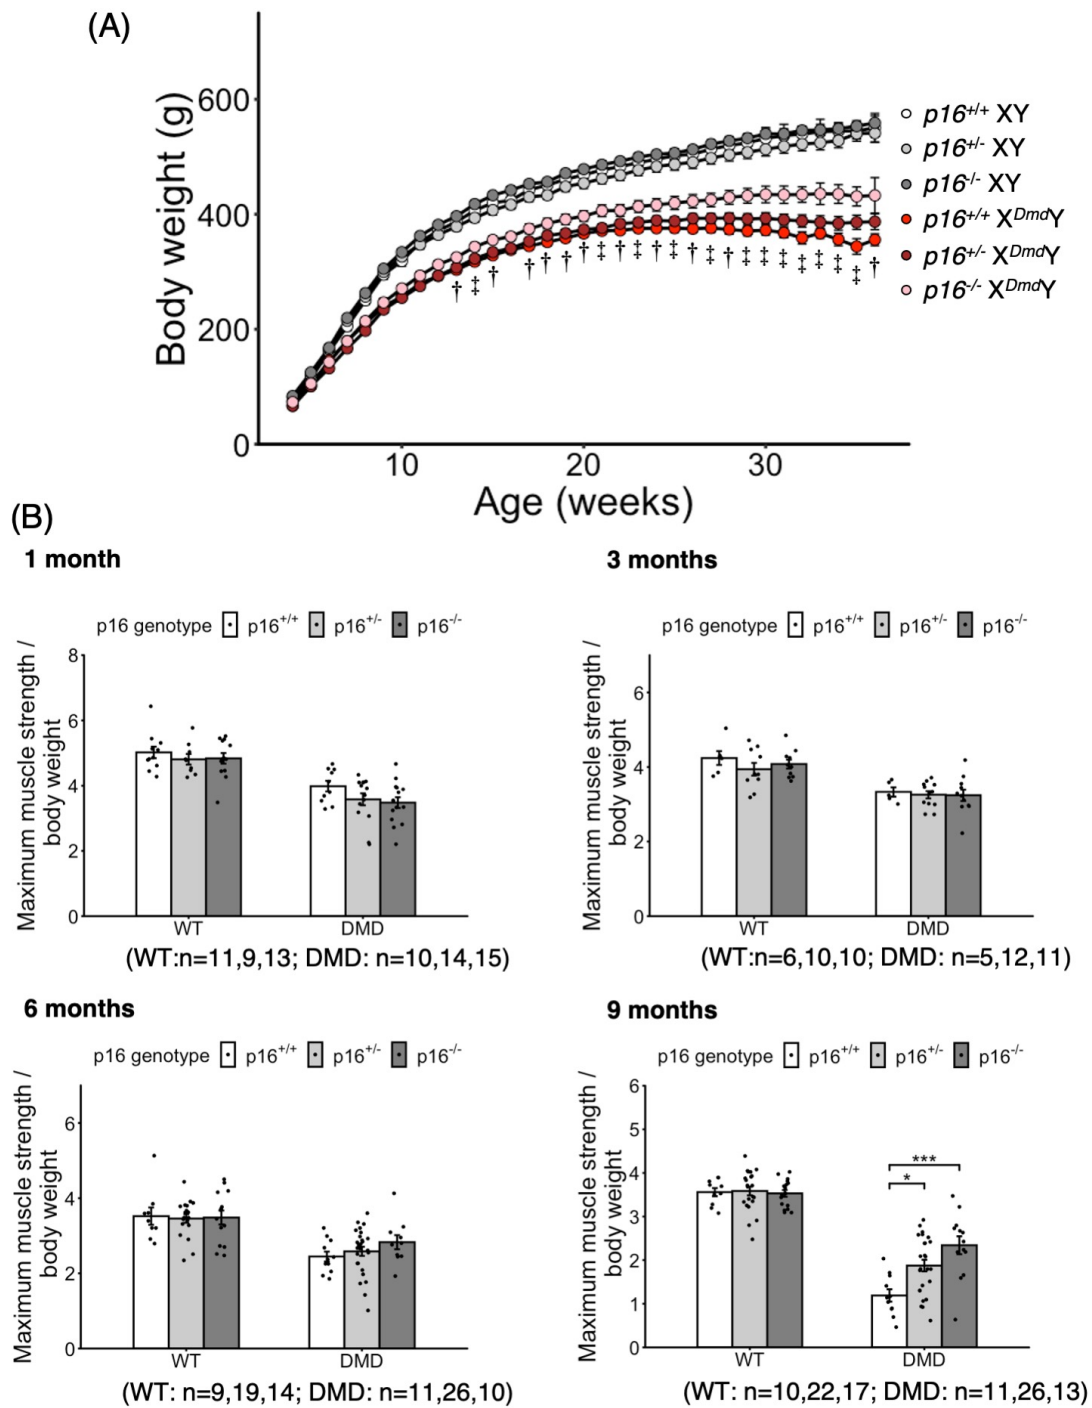 (A)
Body weight (g)
600
400
200
0
10 20 30
Age (weeks)
p16+/+ XY
p16+/- XY
p16-/- XY
p16+/+ XDmdY
p16+/- XDmdY
p16-/- XDmdY
† ‡ † † † † † ‡ † ‡ † ‡ † ‡ † ‡ ‡ ‡ ‡ ‡ ‡ ‡ †
(B)
1 month
p16 genotype p16+/+ p16+/- p16-/-
Maximum muscle strength /
body weight
8
6
4
2
0
WT DMD
(WT:n=11,9,13; DMD: n=10,14,15)
3 months
p16 genotype p16+/+ p16+/- p16-/-
Maximum muscle strength /
body weight
6
4
2
0
WT DMD
(WT:n=6,10,10; DMD: n=5,12,11)
6 months
p16 genotype p16+/+ p16+/- p16-/-
Maximum muscle strength /
body weight
6
4
2
0
WT DMD
(WT: n=9,19,14; DMD: n=11,26,10)
9 months
p16 genotype p16+/+ p16+/- p16-/-
Maximum muscle strength /
body weight
6
5
4
3
2
1
0
***
*
WT DMD
(WT: n=10,22,17; DMD: n=11,26,13)